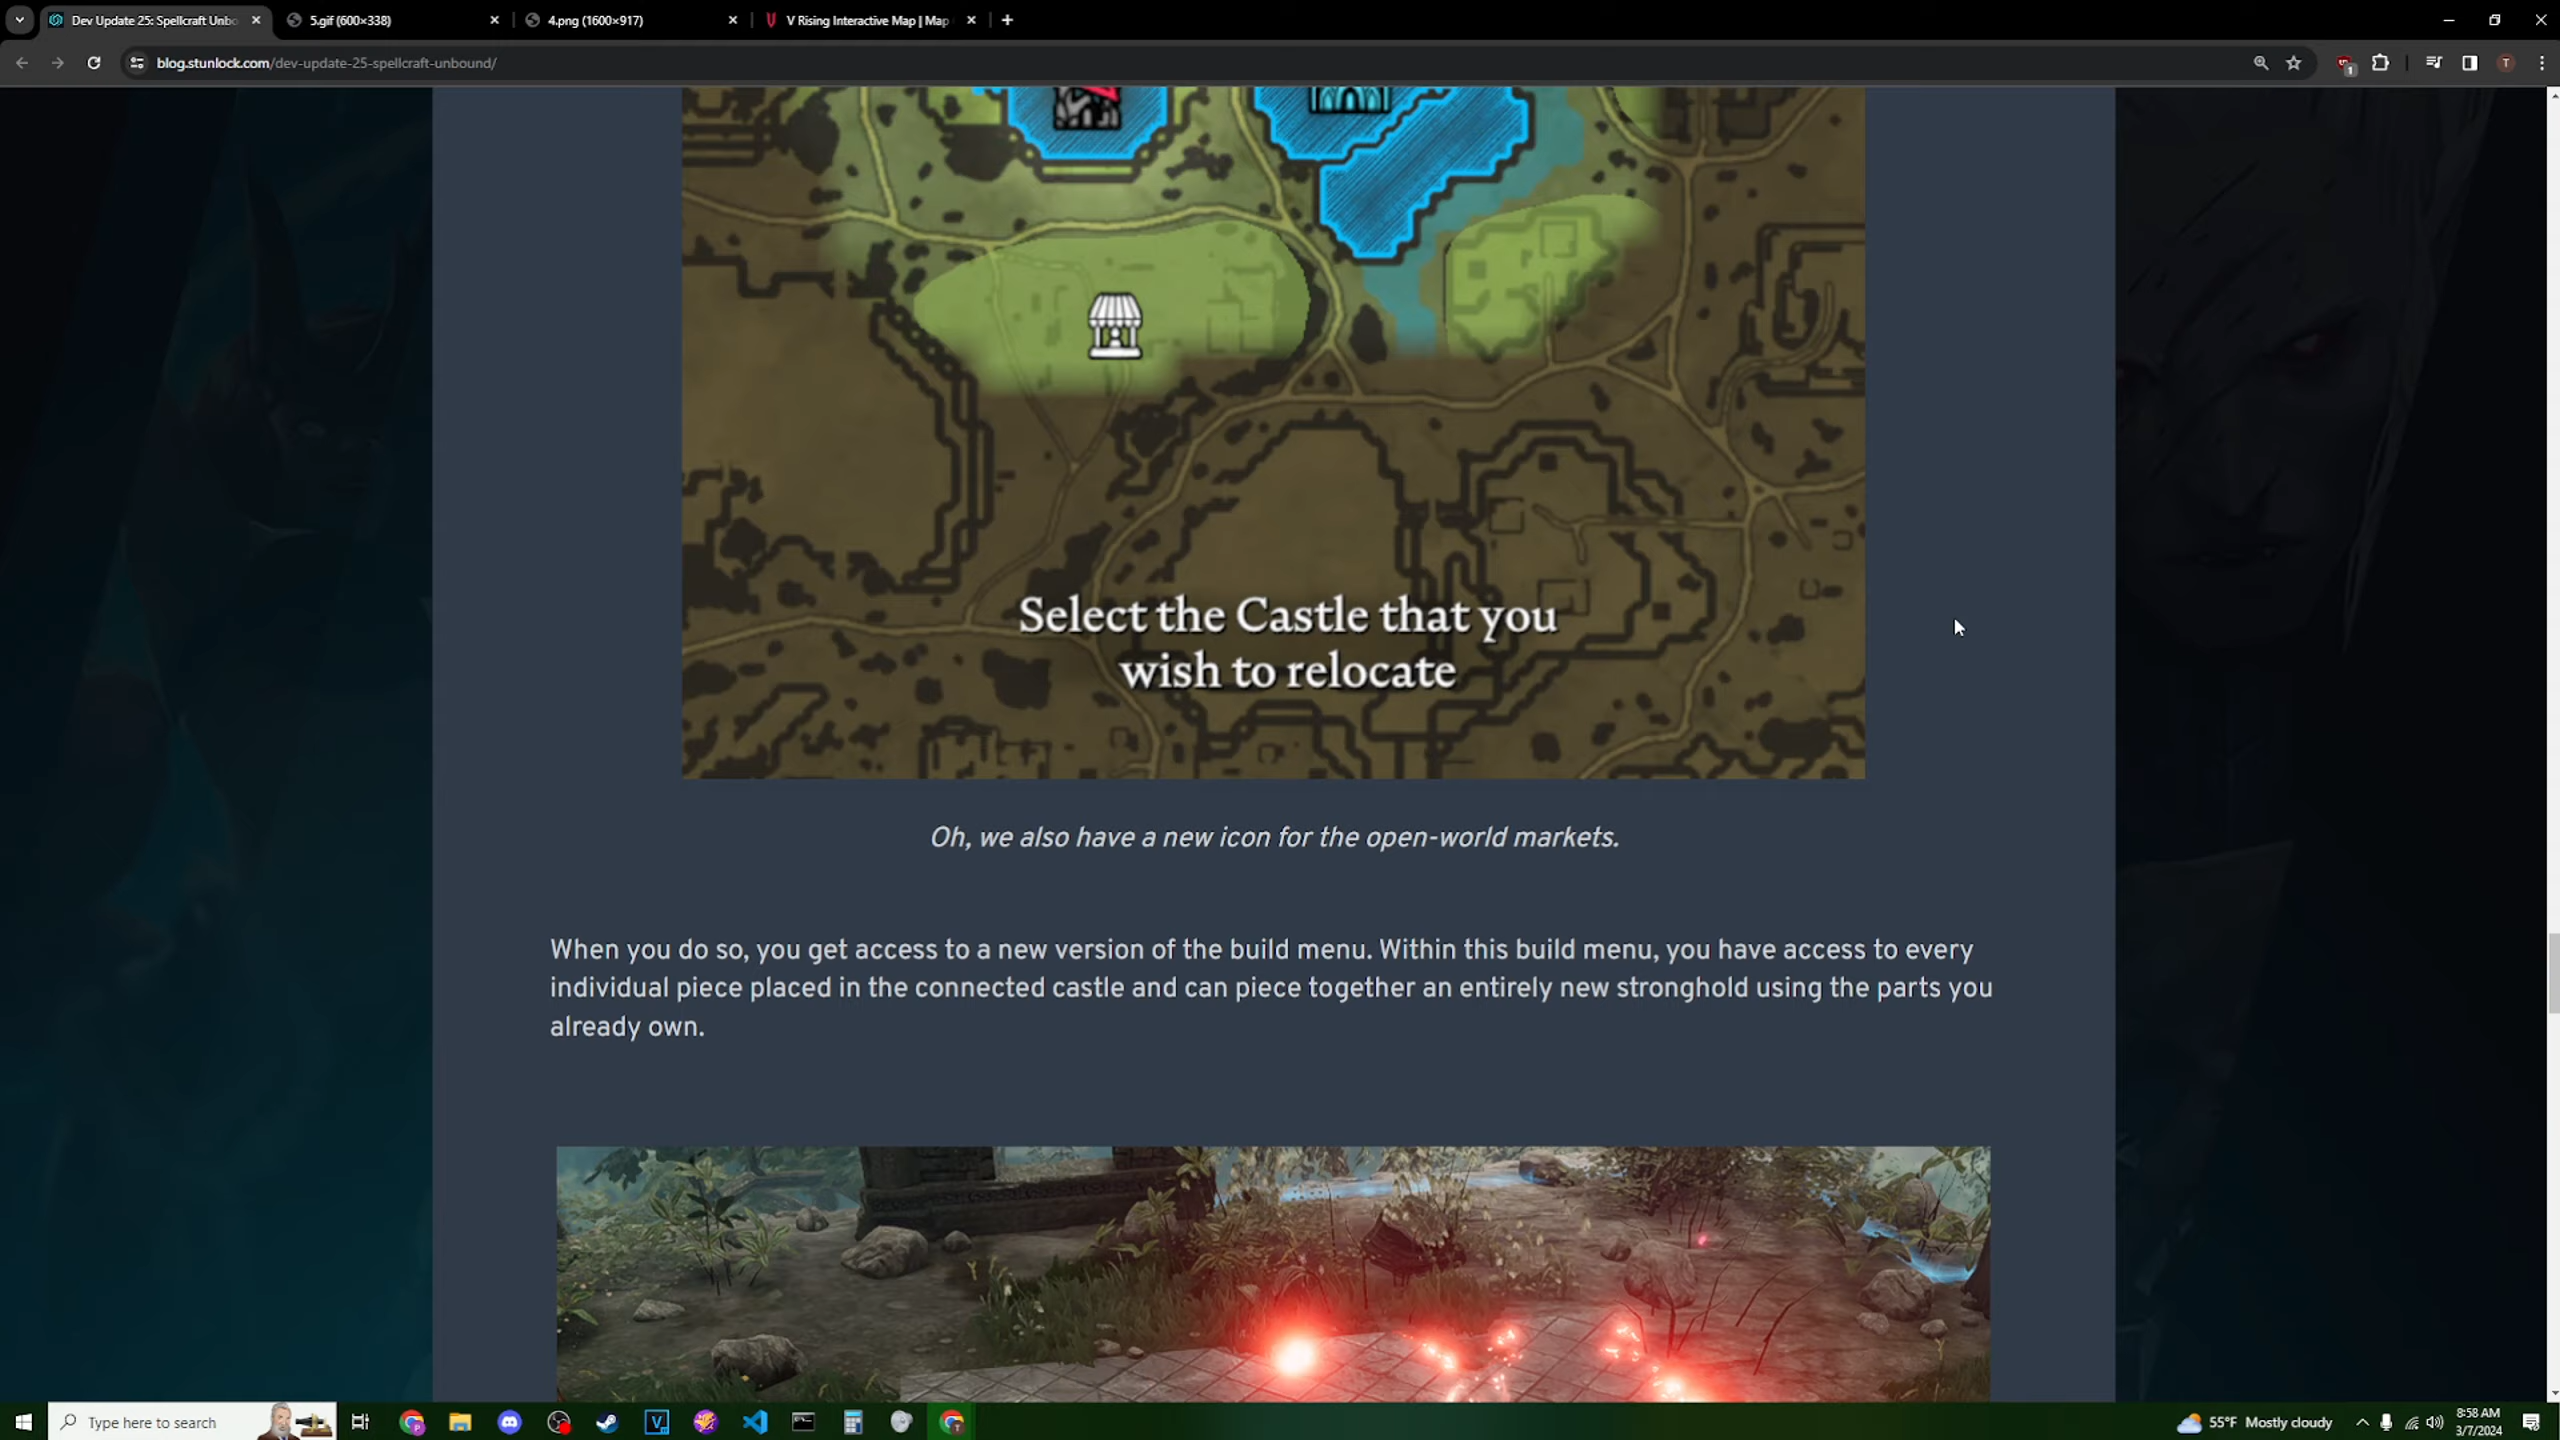 Dev Update 25: Spellcraft Unbo
5.gif (600×338)
4.png (1600×917)
V Rising Interactive Map | Map
blog.stunlock.com/dev-update-25-spellcraft-unbound/
1
T
Select the Castle that you
wish to relocate
Oh, we also have a new icon for the open-world markets.
When you do so, you get access to a new version of the build menu. Within this build menu, you have access to every
individual piece placed in the connected castle and can piece together an entirely new stronghold using the parts you
already own.
Type here to search
55°F Mostly cloudy
8:58 AM
3/7/2024